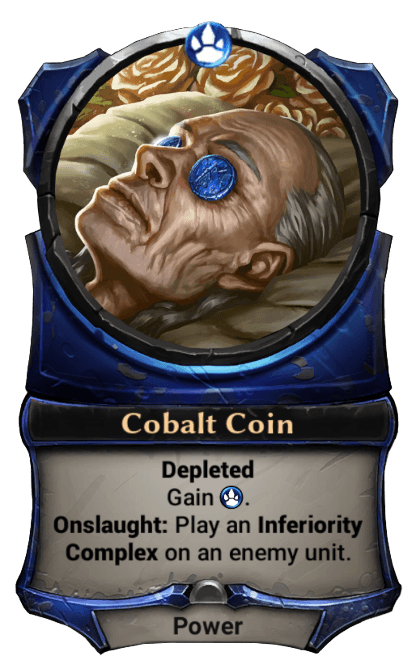 Cobalt Coin
Depleted
Gain .
Onslaught: Play an Inferiority
Complex on an enemy unit.
Power